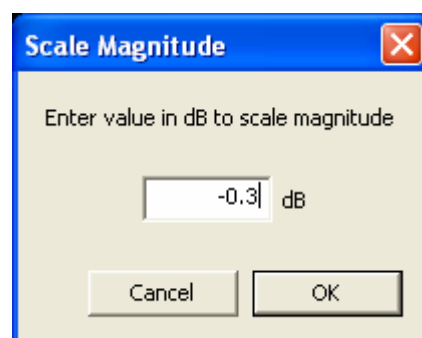 Scale Magnitude
Enter value in dB to scale magnitude
-0.3 dB
Cancel OK